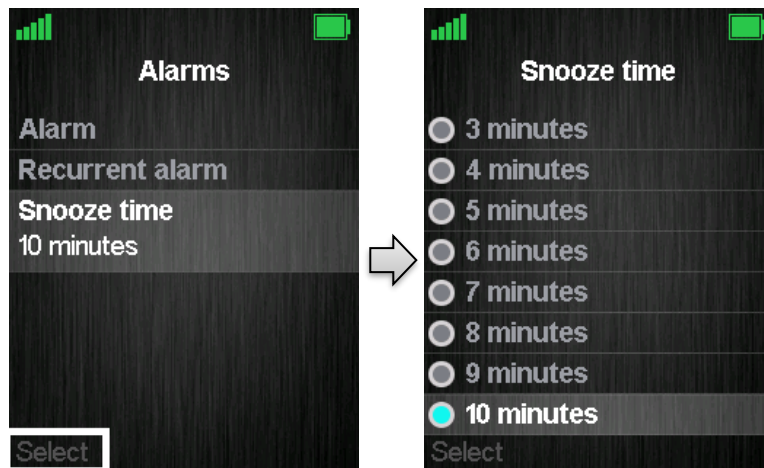 Alarms
Alarm
Recurrent alarm
Snooze time
10 minutes
Select
Snooze time
3 minutes
4 minutes
5 minutes
6 minutes
7 minutes
8 minutes
9 minutes
10 minutes
Select